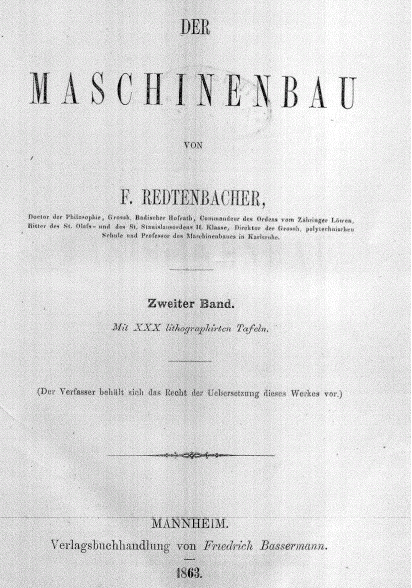 DER
MASCHINENBAU
VON
F. REDTENBACHER,
Doctor der Philosophie, Grossh. Badischer Hofrath, Commandeur des Ordens vom Zähringer Löwen,
Ritter des St. Olafs- und des St. Stanislausordens II. Klasse, Direktor der Grossh. polytechnischen
Schule und Professor des Maschinenbaues in Karlsruhe.
Zweiter Band.
Mit XXX lithographirten Tafeln.
(Der Verfasser behält sich das Recht der Uebersetzung dieses Werkes vor.)
MANNHEIM.
Verlagsbuchhandlung von Friedrich Bassermann.
1863.